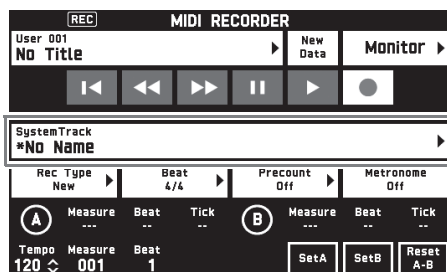 REC MIDI RECORDER
User 001
No Title
New
Data
Monitor
SystemTrack
*No Name
Rec Type
New
Beat
4/4
Precount
Off
Metronome
Off
A Measure Beat Tick B Measure Beat Tick
--- -- -- --- -- --
Tempo Measure Beat
120 001 1
SetA SetB Reset
A-B